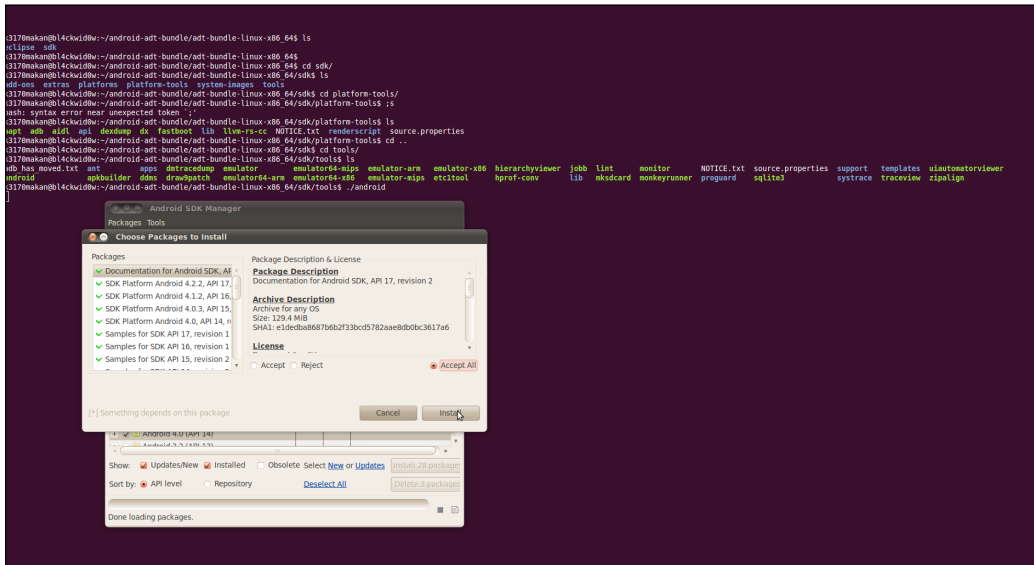 k3170makan@bl4ckwid0w:~/android-adt-bundle/adt-bundle-linux-x86_64$ ls
eclipse sdk
k3170makan@bl4ckwid0w:~/android-adt-bundle/adt-bundle-linux-x86_64$
k3170makan@bl4ckwid0w:~/android-adt-bundle/adt-bundle-linux-x86_64$ cd sdk/
k3170makan@bl4ckwid0w:~/android-adt-bundle/adt-bundle-linux-x86_64/sdk$ ls
add-ons extras platforms platform-tools system-images tools
k3170makan@bl4ckwid0w:~/android-adt-bundle/adt-bundle-linux-x86_64/sdk$ cd platform-tools/
k3170makan@bl4ckwid0w:~/android-adt-bundle/adt-bundle-linux-x86_64/sdk/platform-tools$ ;s
bash: syntax error near unexpected token `;'
k3170makan@bl4ckwid0w:~/android-adt-bundle/adt-bundle-linux-x86_64/sdk/platform-tools$ ls
aapt adb aidl api dexdump dx fastboot lib llvm-rs-cc NOTICE.txt renderscript source.properties
k3170makan@bl4ckwid0w:~/android-adt-bundle/adt-bundle-linux-x86_64/sdk/platform-tools$ cd ..
k3170makan@bl4ckwid0w:~/android-adt-bundle/adt-bundle-linux-x86_64/sdk$ cd tools/
k3170makan@bl4ckwid0w:~/android-adt-bundle/adt-bundle-linux-x86_64/sdk/tools$ ls
adb_has_moved.txt ant apps dmtracedump emulator emulator64-mips emulator-arm emulator-x86 hierarchyviewer jobb lint monitor NOTICE.txt source.properties support templates uiautomatorviewer
android apkbuilder ddms draw9patch emulator64-arm emulator64-x86 emulator-mips etc1tool hprof-conv lib mksdcard monkeyrunner proguard sqlite3 systrace traceview zipalign
k3170makan@bl4ckwid0w:~/android-adt-bundle/adt-bundle-linux-x86_64/sdk/tools$ ./android
Android SDK Manager
Packages Tools
Choose Packages to Install
Packages
Documentation for Android SDK, AP
SDK Platform Android 4.2.2, API 17,
SDK Platform Android 4.1.2, API 16,
SDK Platform Android 4.0.3, API 15,
SDK Platform Android 4.0, API 14, r
Samples for SDK API 17, revision 1
Samples for SDK API 16, revision 1
Samples for SDK API 15, revision 2
Package Description & License
Package Description
Documentation for Android SDK, API 17, revision 2
Archive Description
Archive for any OS
Size: 129.4 MiB
SHA1: e1dedba8687b6b2f33bcd5782aae8db0bc3617a6
License
Accept Reject Accept All
[*] Something depends on this package
Cancel Install
Android 4.0 (API 14)
Show: Updates/New Installed Obsolete Select New or Updates Install 28 package
Sort by: API level Repository Deselect All Delete 3 packages
Done loading packages.